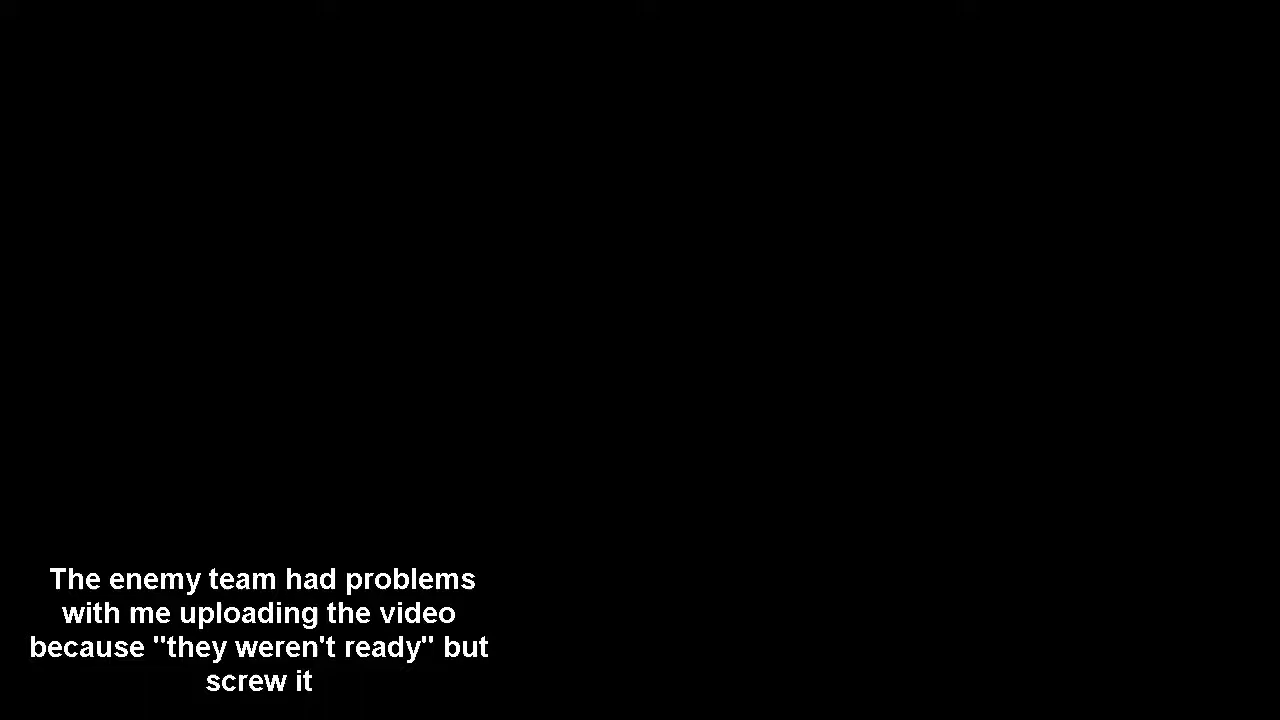 The enemy team had problems
with me uploading the video
because "they weren't ready" but
screw it